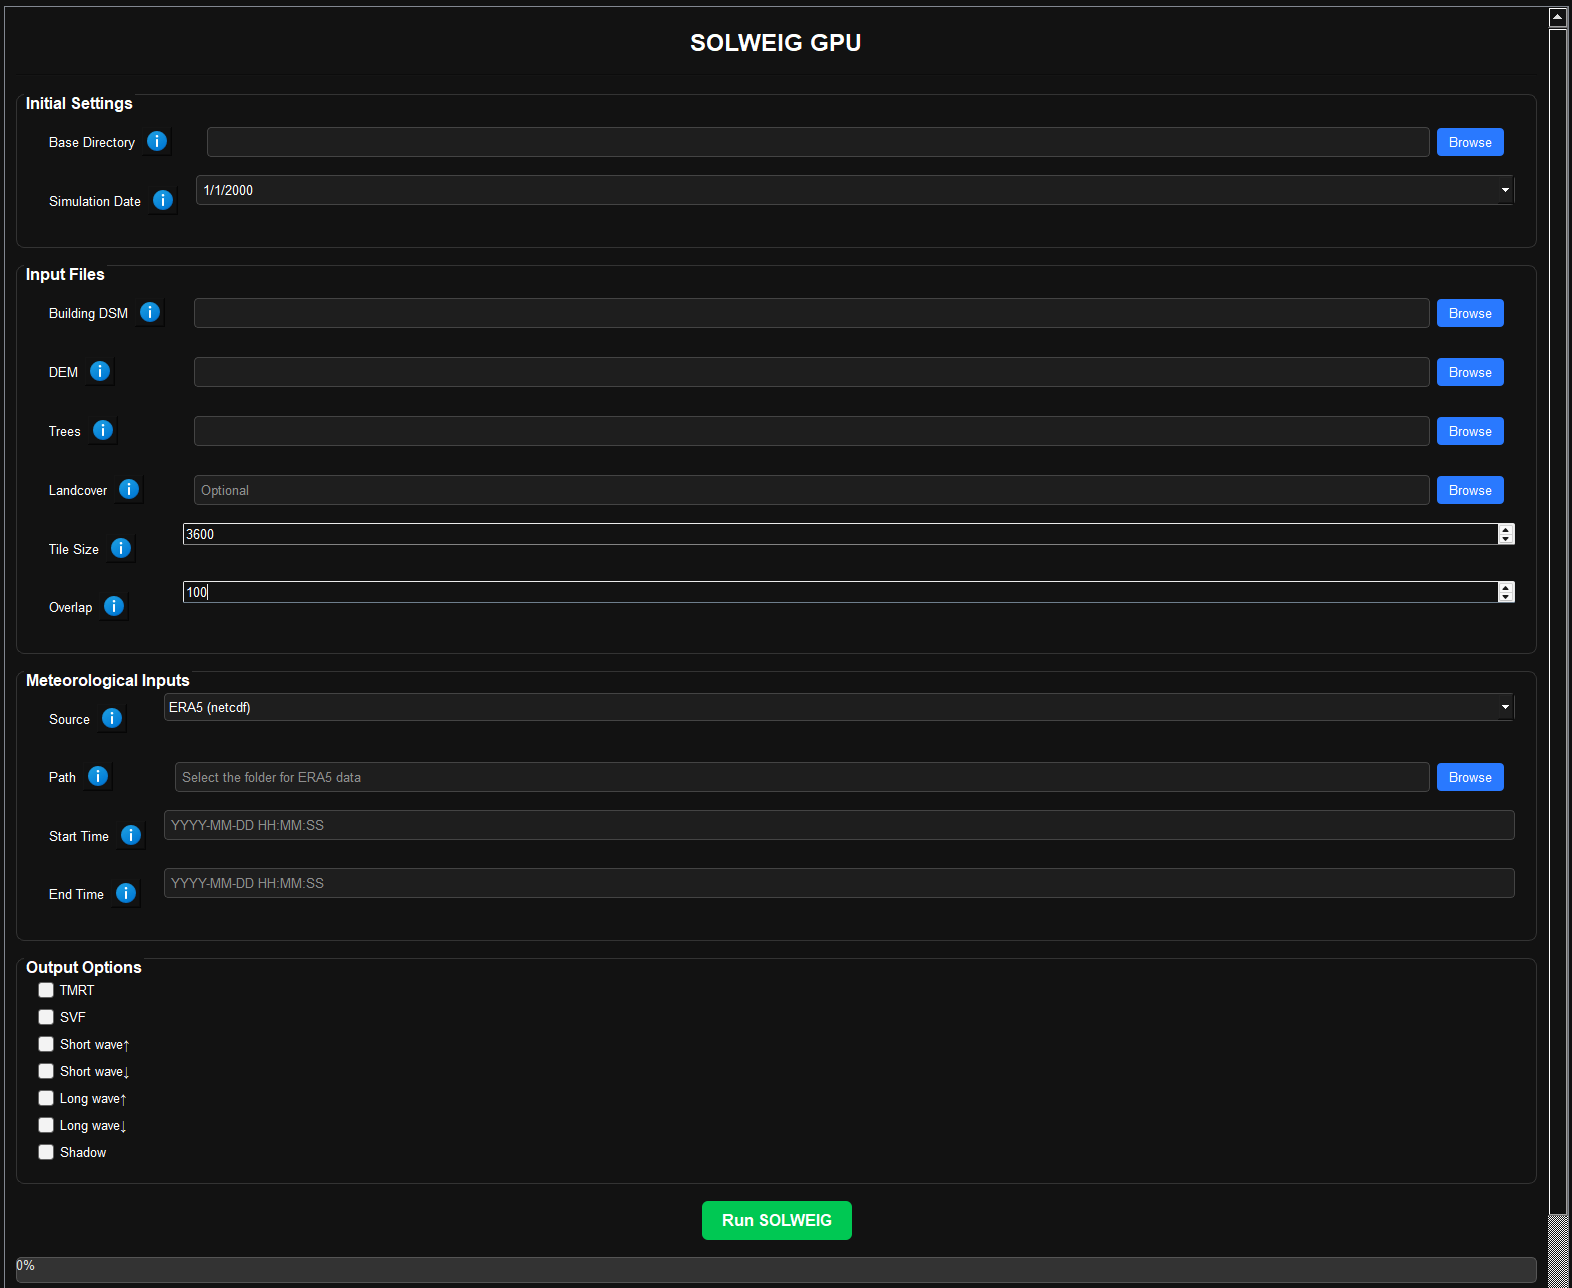 SOLWEIG GPU
Initial Settings
Base Directory
Browse
Simulation Date
1/1/2000
Input Files
Building DSM
Browse
DEM
Browse
Trees
Browse
Landcover
Optional
Browse
Tile Size
3600
Overlap
100
Meteorological Inputs
Source
ERA5 (netcdf)
Path
Select the folder for ERA5 data
Browse
Start Time
YYYY-MM-DD HH:MM:SS
End Time
YYYY-MM-DD HH:MM:SS
Output Options
TMRT
SVF
Short wave↑
Short wave↓
Long wave↑
Long wave↓
Shadow
Run SOLWEIG
0%